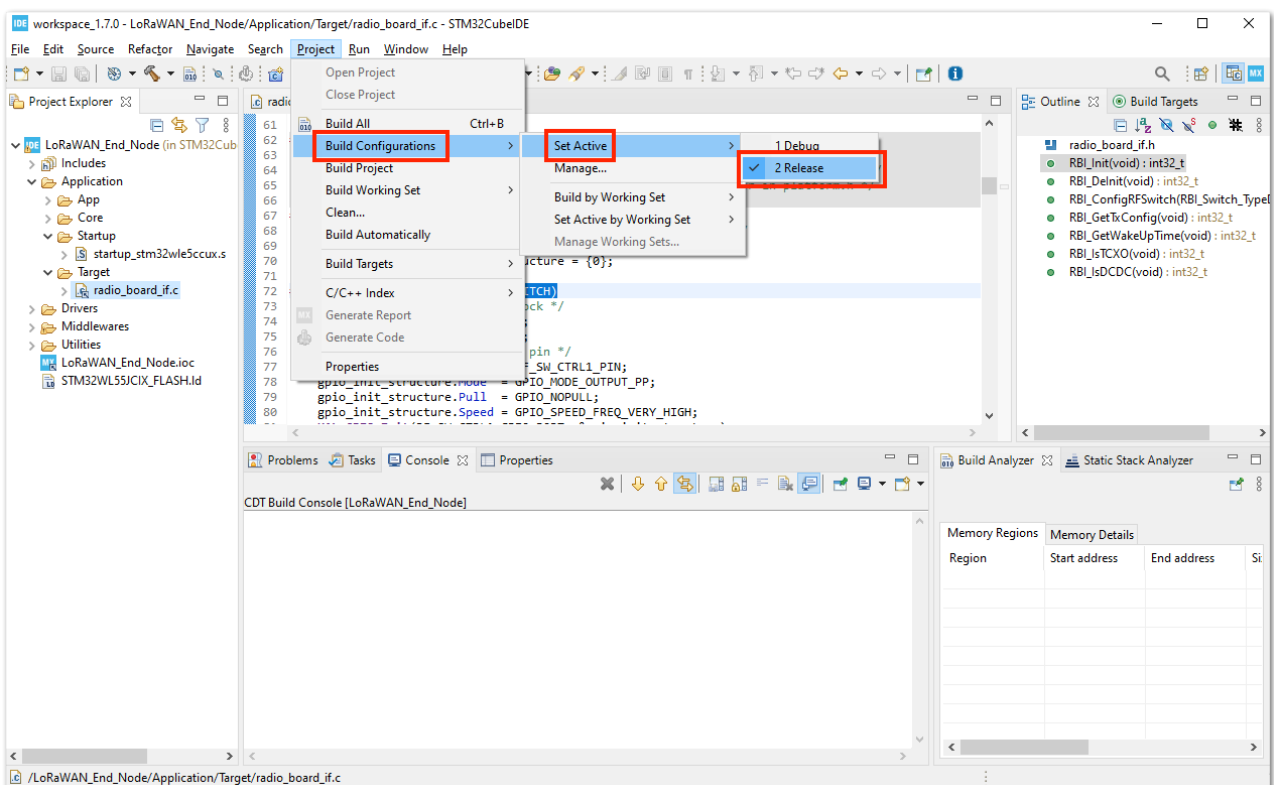 IDE workspace_1.7.0 - LoRaWAN_End_Node/Application/Target/radio_board_if.c - STM32CubeIDE
File Edit Source Refactor Navigate Search Project Run Window Help
Project Explorer
LoRaWAN_End_Node (in STM32Cub
Includes
Application
App
Core
Startup
startup_stm32wle5ccux.s
Target
radio_board_if.c
Drivers
Middlewares
Utilities
LoRaWAN_End_Node.ioc
STM32WL55JCIX_FLASH.ld
Open Project
Close Project
Build All Ctrl+B
Build Configurations
Build Project
Build Working Set
Clean...
Build Automatically
Build Targets
C/C++ Index
Generate Report
Generate Code
Properties
Set Active
Manage...
Build by Working Set
Set Active by Working Set
Manage Working Sets...
1 Debug
2 Release
radi
61
62
63
64
65
66
67
68
69
70 ucture = {0};
71
72 ITCH)
73 ock */
74 ;
75 ;
76 pin */
77 F_SW_CTRL1_PIN;
78 gpio_init_structure.Mode = GPIO_MODE_OUTPUT_PP;
79 gpio_init_structure.Pull = GPIO_NOPULL;
80 gpio_init_structure.Speed = GPIO_SPEED_FREQ_VERY_HIGH;
Outline Build Targets
radio_board_if.h
RBI_Init(void) : int32_t
RBI_DeInit(void) : int32_t
RBI_ConfigRFSwitch(RBI_Switch_Typel
RBI_GetTxConfig(void) : int32_t
RBI_GetWakeUpTime(void) : int32_t
RBI_IsTCXO(void) : int32_t
RBI_IsDCDC(void) : int32_t
Problems Tasks Console Properties
CDT Build Console [LoRaWAN_End_Node]
Build Analyzer Static Stack Analyzer
Memory Regions Memory Details
Region Start address End address Si
/LoRaWAN_End_Node/Application/Target/radio_board_if.c